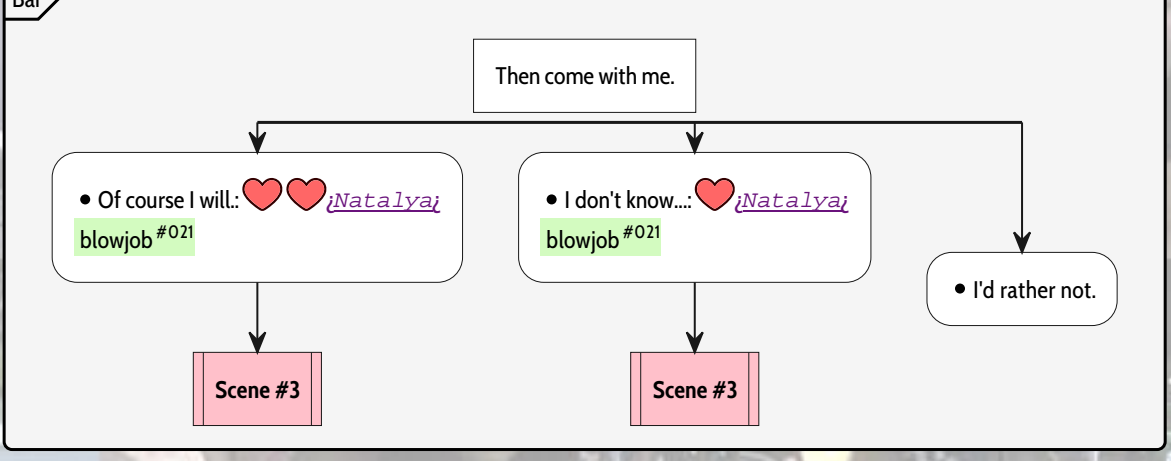 Bar
Then come with me.
• Of course I will.: ¿Natalya¿
blowjob #021
• I don't know...: ¿Natalya¿
blowjob #021
• I'd rather not.
Scene #3
Scene #3